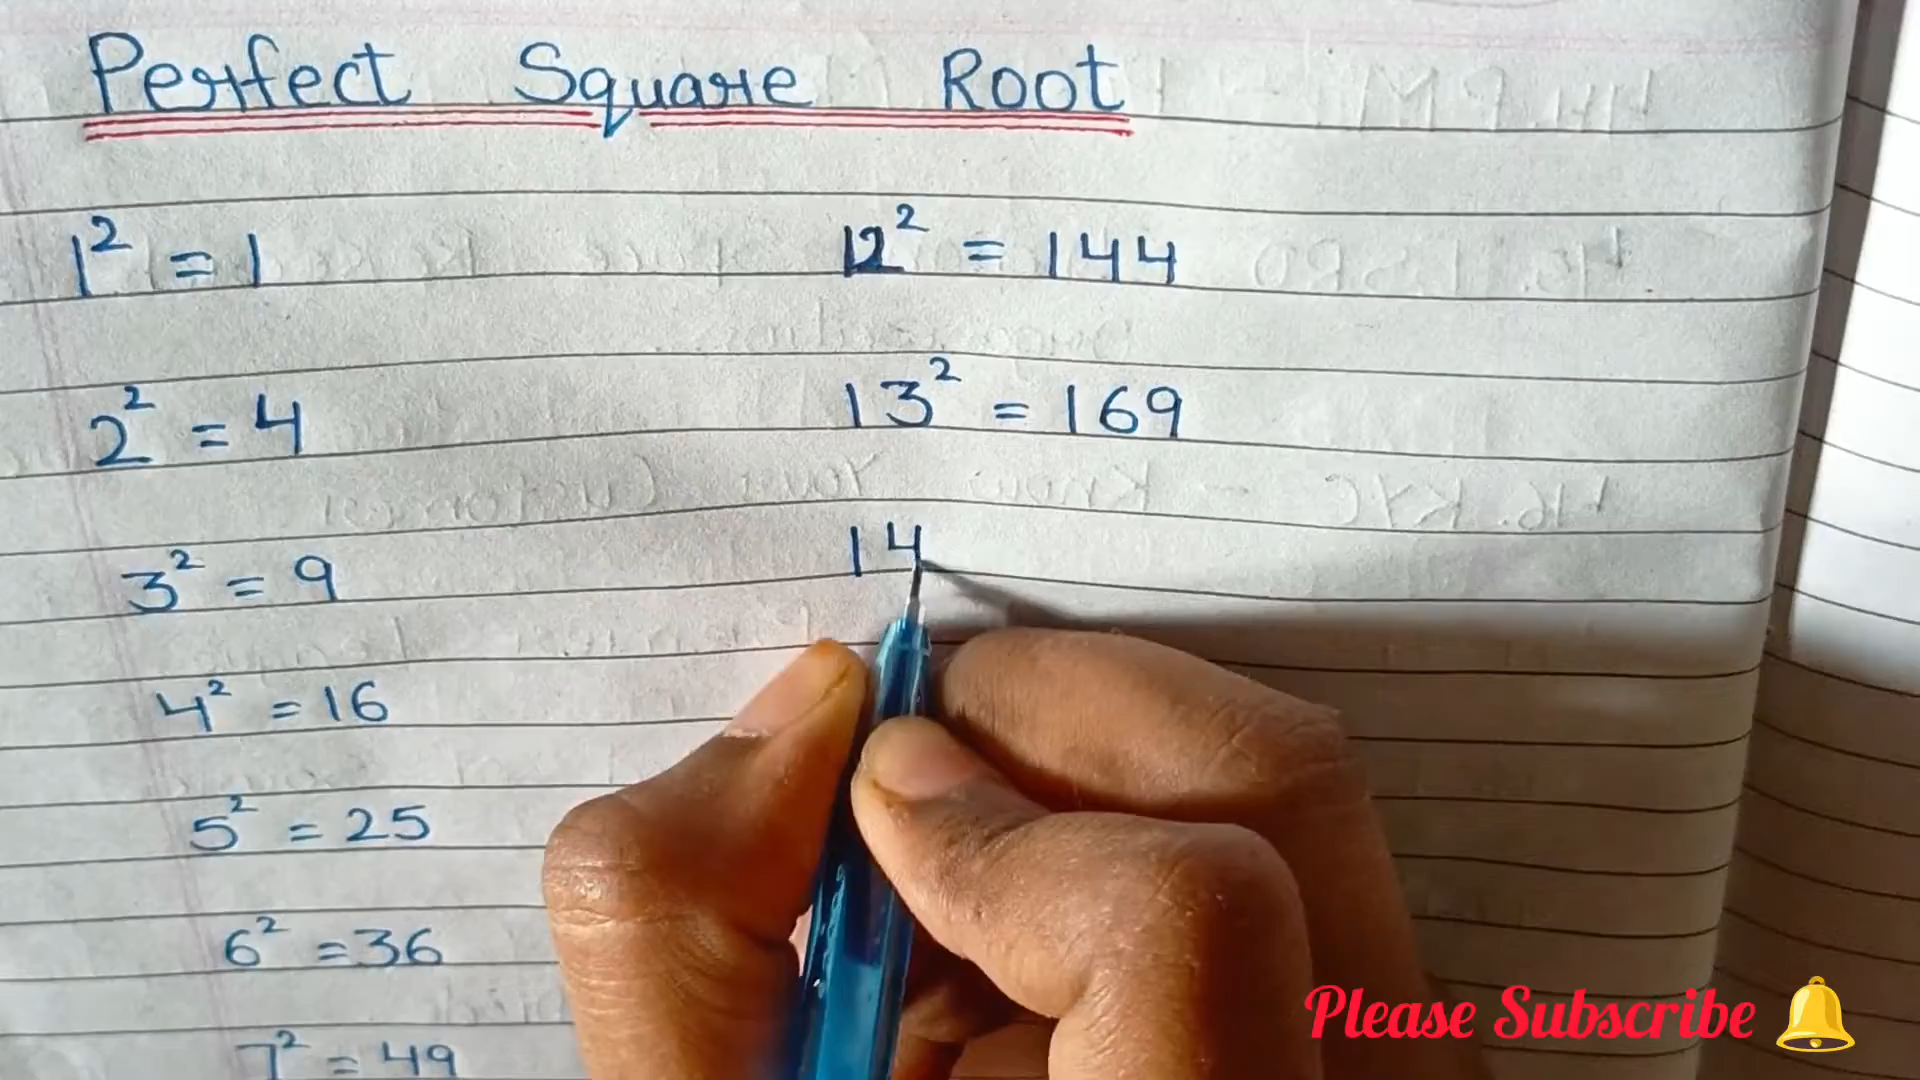 Perfect Square Root
1² = 1
2² = 4
3² = 9
4² = 16
5² = 25
6² = 36
7² = 49
12² = 144
13² = 169
14
Please Subscribe